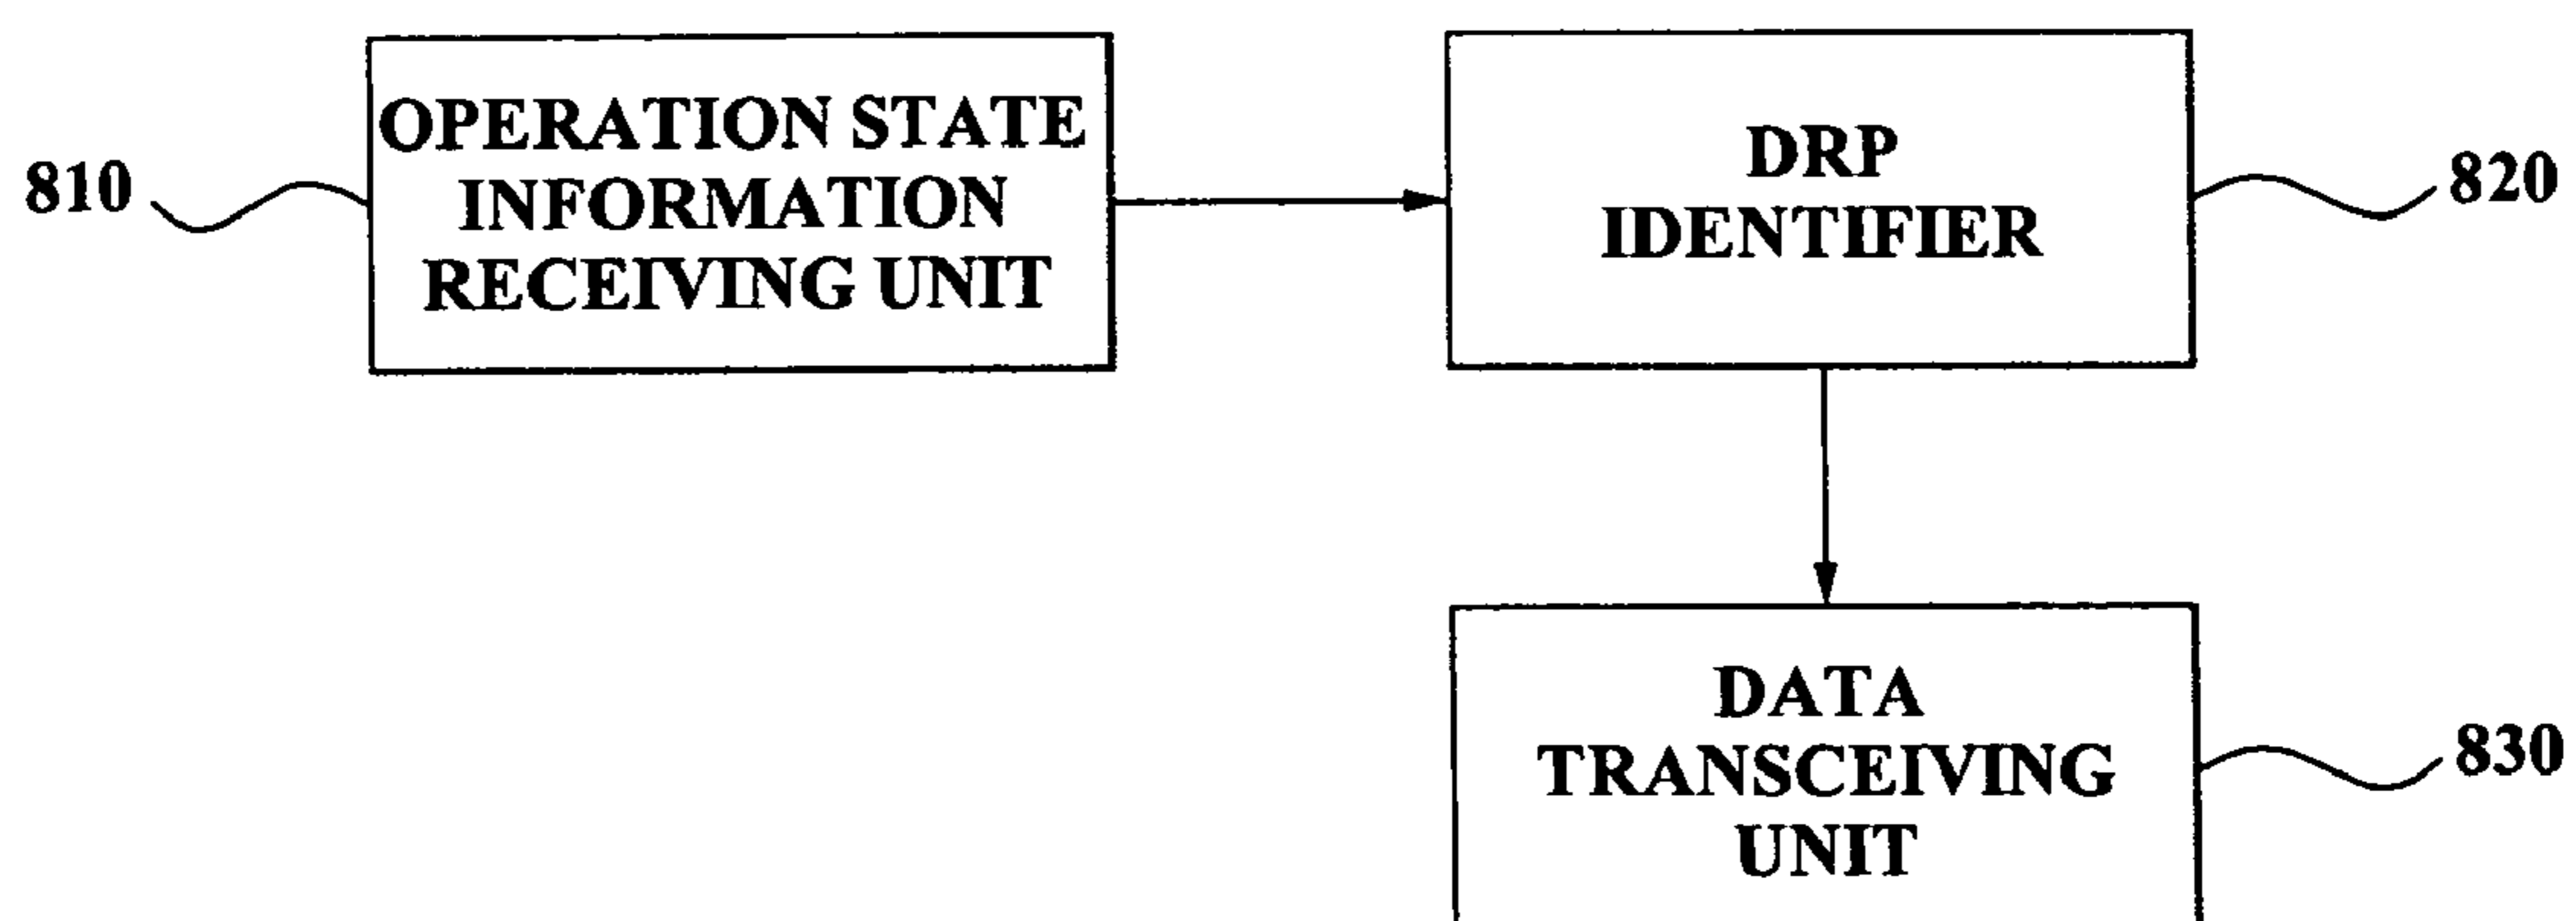 810
OPERATION STATE
INFORMATION
RECEIVING UNIT
DRP
IDENTIFIER
820
DATA
TRANSCEIVING
UNIT
830